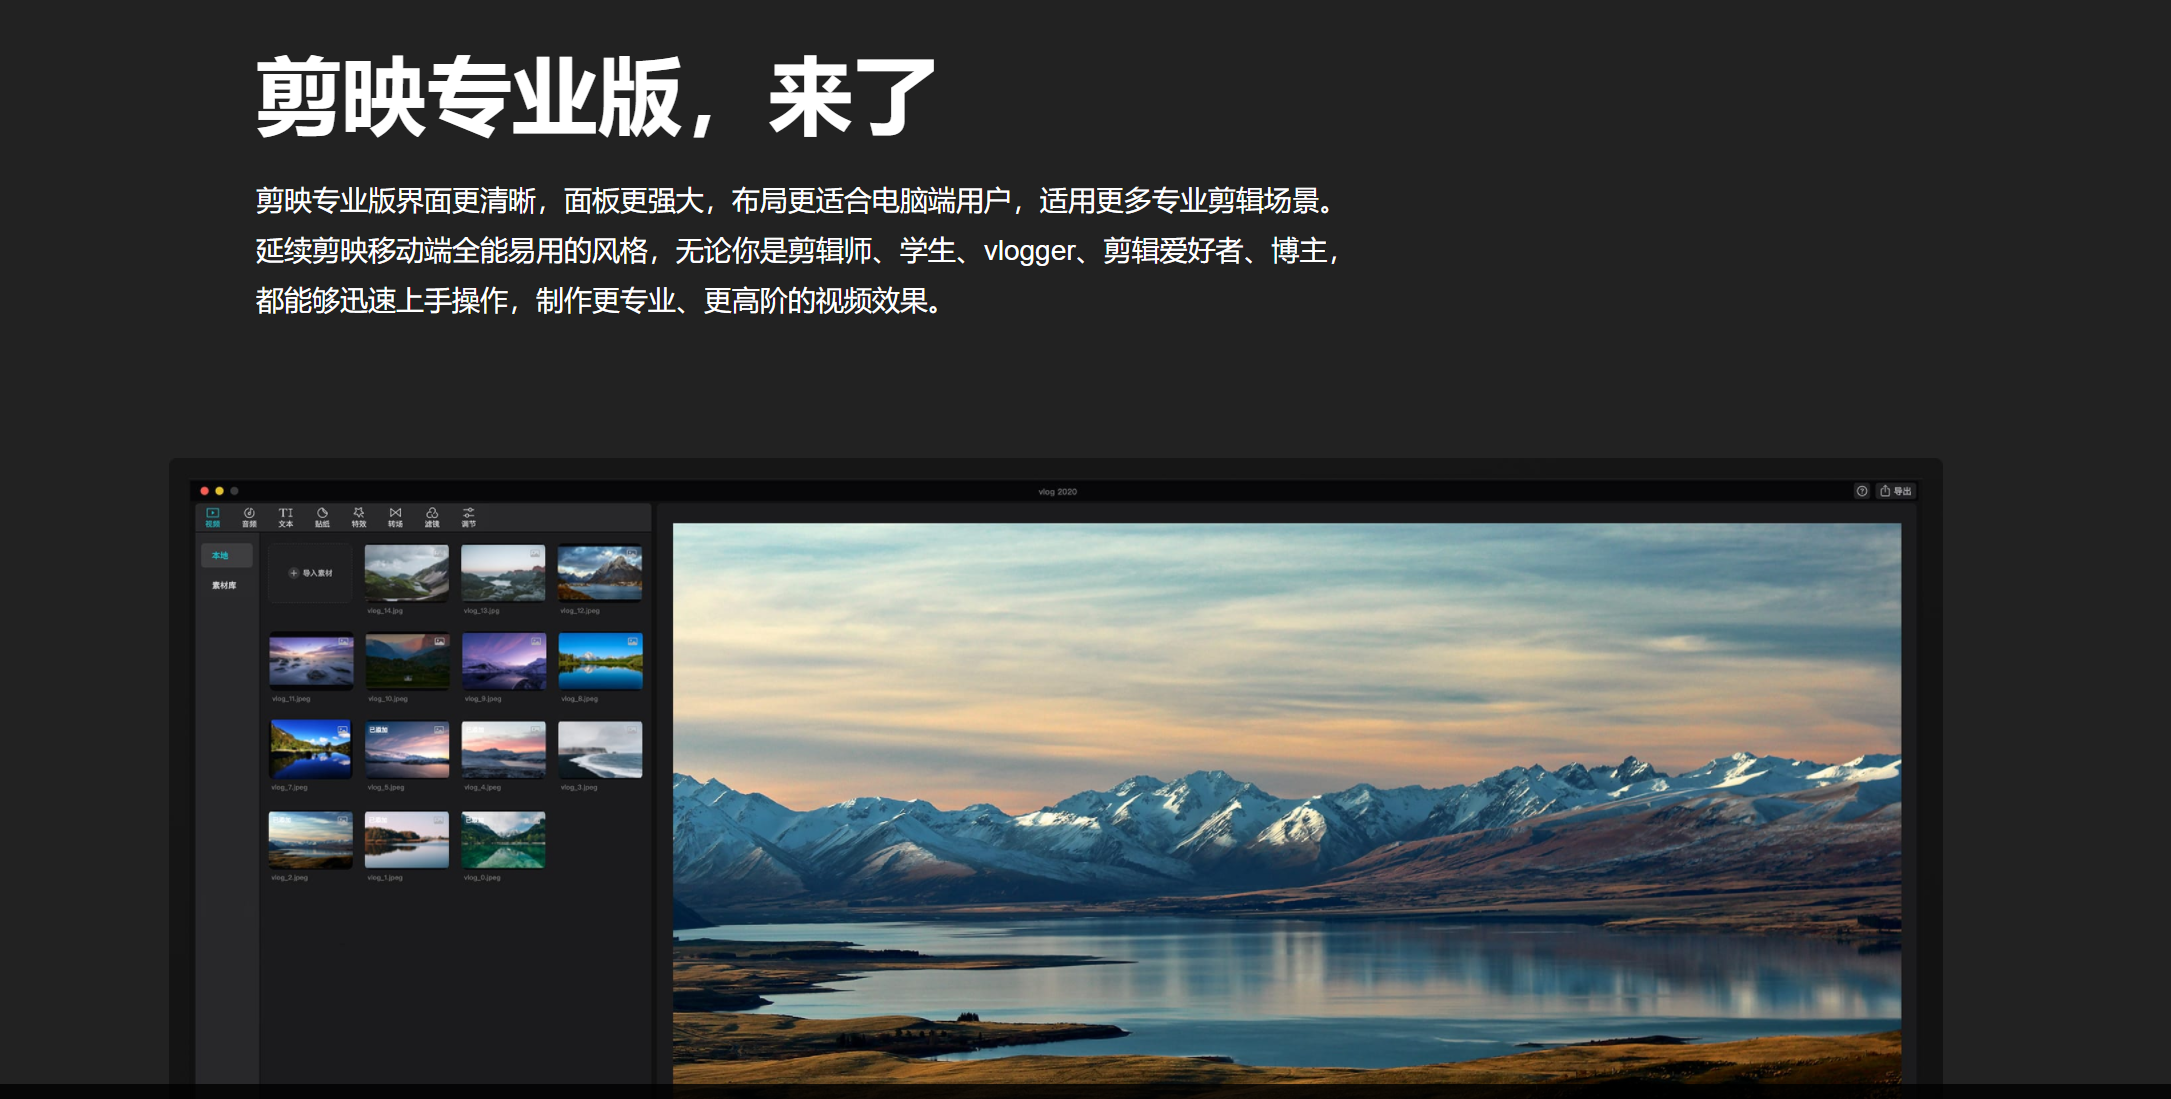 剪映专业版，来了
剪映专业版界面更清晰，面板更强大，布局更适合电脑端用户，适用更多专业剪辑场景。
延续剪映移动端全能易用的风格，无论你是剪辑师、学生、vlogger、剪辑爱好者、博主，
都能够迅速上手操作，制作更专业、更高阶的视频效果。
vlog 2020
导出
视频 音频 文本 贴纸 特效 转场 滤镜 调节
本地
素材库
导入素材
vlog_14.jpg vlog_13.jpg vlog_12.jpeg
vlog_11.jpeg vlog_10.jpeg vlog_9.jpeg vlog_8.jpeg
已添加 已添加
vlog_7.jpeg vlog_5.jpeg vlog_4.jpeg vlog_3.jpeg
已添加 已添加 已添加
vlog_2.jpeg vlog_1.jpeg vlog_0.jpeg